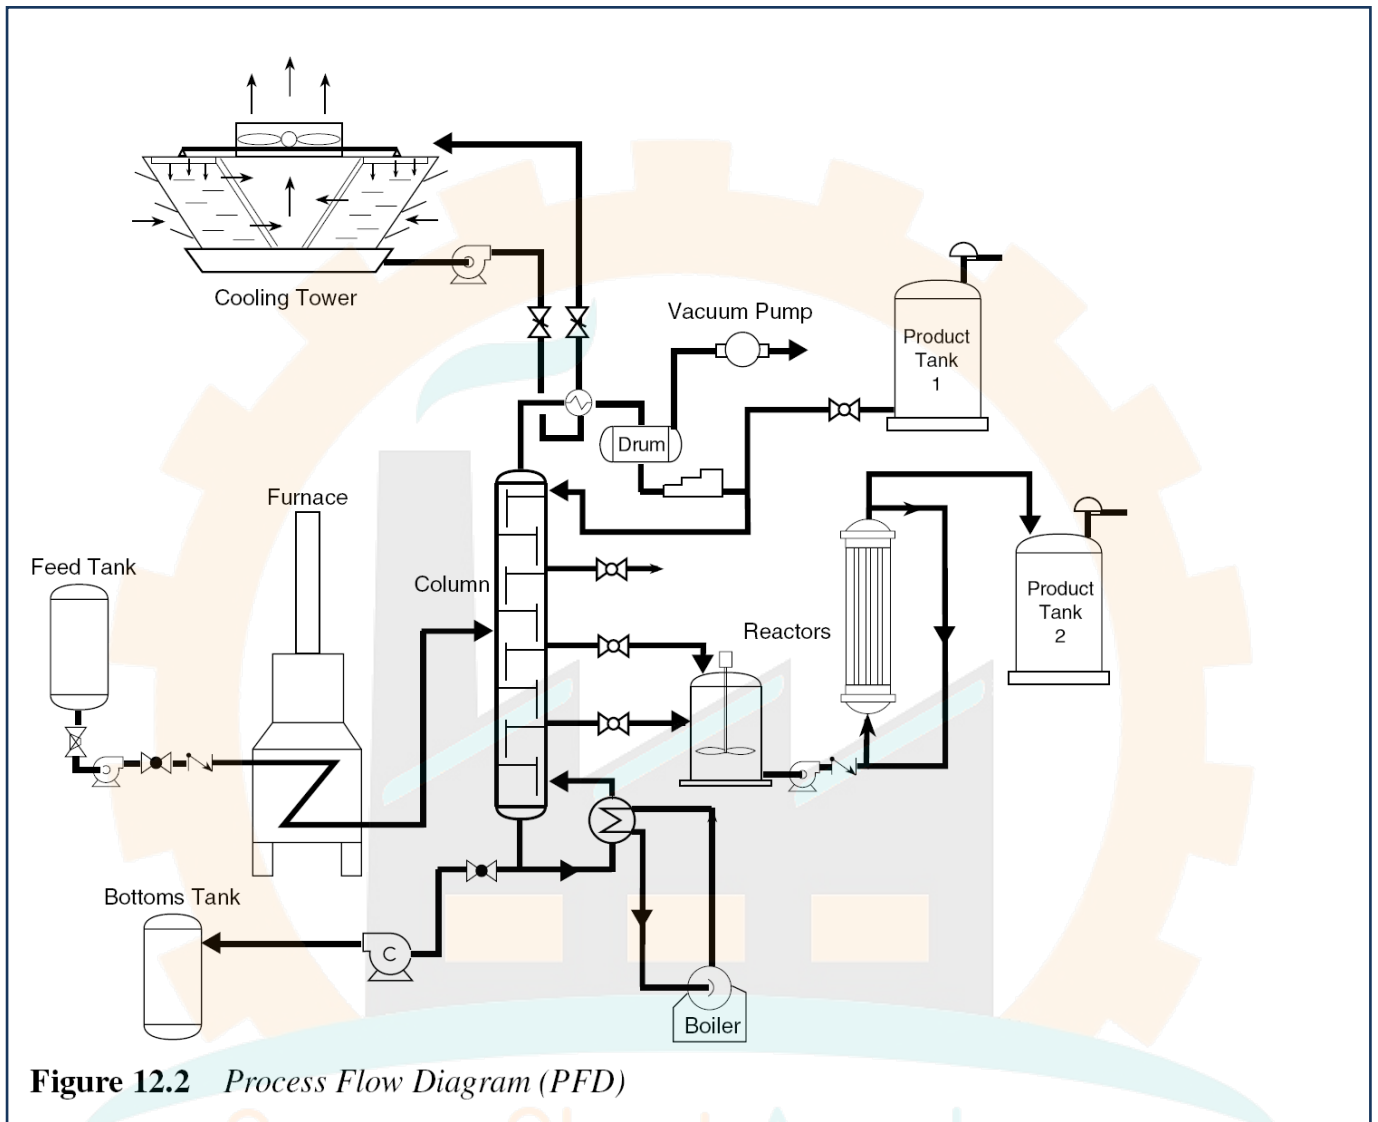 Cooling Tower
Vacuum Pump
Product
Tank
1
Drum
Furnace
Feed Tank
Column
Reactors
Product
Tank
2
Bottoms Tank
C
Boiler
Figure 12.2 Process Flow Diagram (PFD)